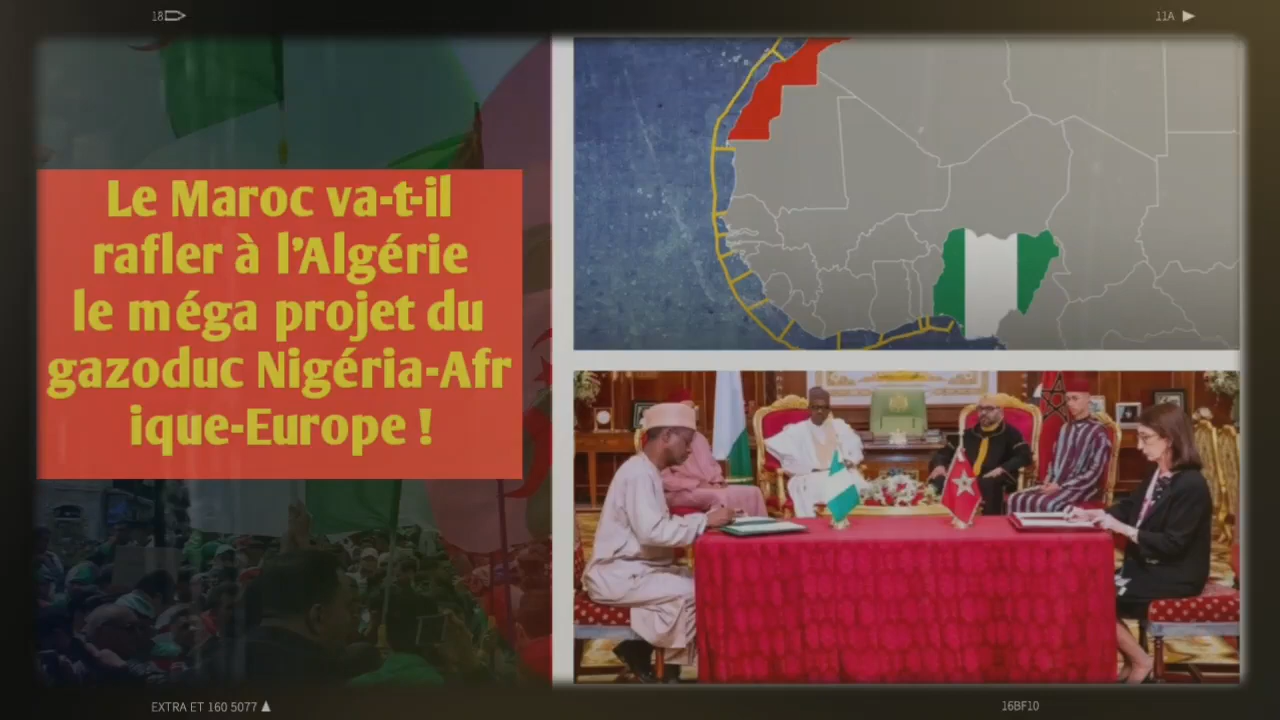 18
11A
Le Maroc va-t-il
rafler à l’Algérie
le méga projet du
gazoduc Nigéria-Afr
ique-Europe !
EXTRA ET 160 5077
16BF10